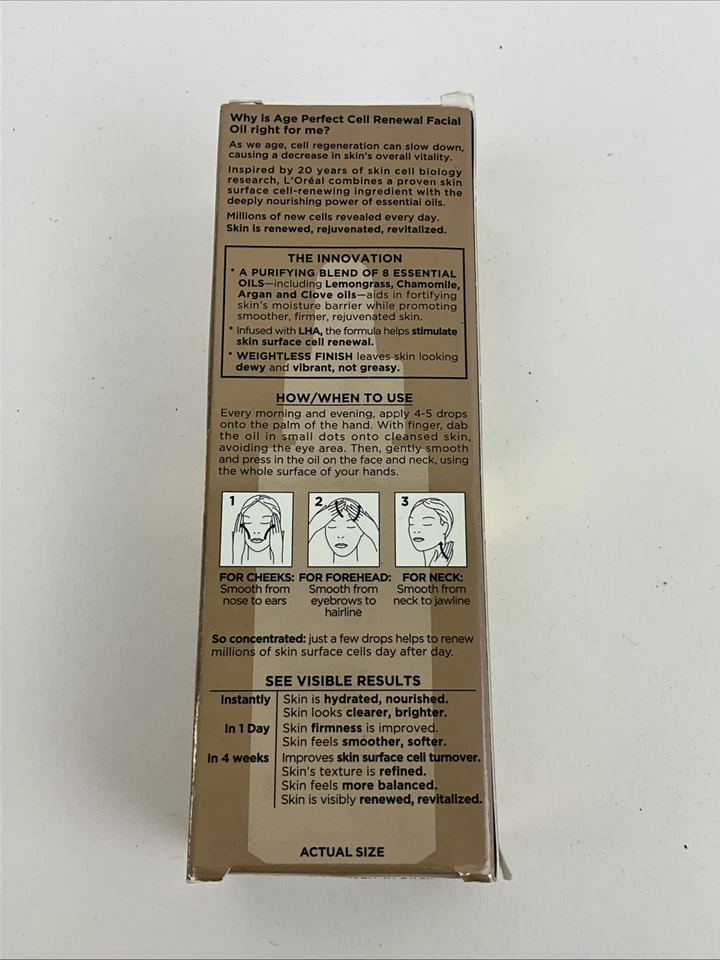 Why is Age Perfect Cell Renewal Facial
Oil right for me?
As we age, cell regeneration can slow down,
causing a decrease in skin's overall vitality.
Inspired by 20 years of skin cell biology
research, L'Oréal combines a proven skin
surface cell-renewing ingredient with the
deeply nourishing power of essential oils.
Millions of new cells revealed every day.
Skin is renewed, rejuvenated, revitalized.
THE INNOVATION
* A PURIFYING BLEND OF 8 ESSENTIAL
OILS—including Lemongrass, Chamomile,
Argan and Clove oils—aids in fortifying
skin's moisture barrier while promoting
smoother, firmer, rejuvenated skin.
* Infused with LHA, the formula helps stimulate
skin surface cell renewal.
* WEIGHTLESS FINISH leaves skin looking
dewy and vibrant, not greasy.
HOW/WHEN TO USE
Every morning and evening, apply 4-5 drops
onto the palm of the hand. With finger, dab
the oil in small dots onto cleansed skin,
avoiding the eye area. Then, gently smooth
and press in the oil on the face and neck, using
the whole surface of your hands.
1 2 3
FOR CHEEKS: FOR FOREHEAD: FOR NECK:
Smooth from Smooth from Smooth from
nose to ears eyebrows to neck to jawline
hairline
So concentrated: just a few drops helps to renew
millions of skin surface cells day after day.
SEE VISIBLE RESULTS
Instantly Skin is hydrated, nourished.
Skin looks clearer, brighter.
In 1 Day Skin firmness is improved.
Skin feels smoother, softer.
In 4 weeks Improves skin surface cell turnover.
Skin's texture is refined.
Skin feels more balanced.
Skin is visibly renewed, revitalized.
ACTUAL SIZE